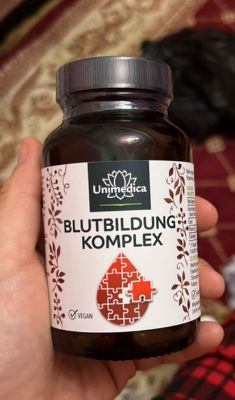 Unimedica
BLUTBILDUNG
KOMPLEX
VEGAN